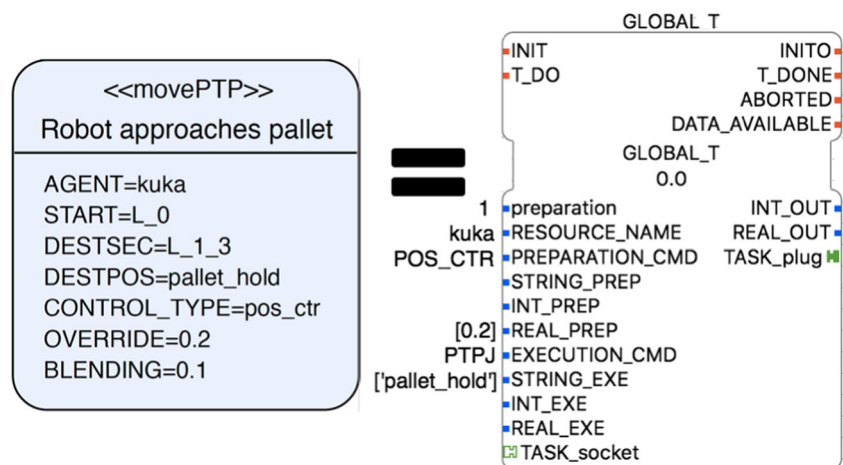 <<movePTP>>
Robot approaches pallet
AGENT=kuka
START=L_0
DESTSEC=L_1_3
DESTPOS=pallet_hold
CONTROL_TYPE=pos_ctr
OVERRIDE=0.2
BLENDING=0.1
GLOBAL T
INIT INITO
T_DO T_DONE
ABORTED
DATA_AVAILABLE
GLOBAL_T
0.0
1 preparation INT_OUT
kuka RESOURCE_NAME REAL_OUT
POS_CTR PREPARATION_CMD TASK_plug
STRING_PREP
INT_PREP
[0.2] REAL_PREP
PTPJ EXECUTION_CMD
['pallet_hold'] STRING_EXE
INT_EXE
REAL_EXE
TASK_socket